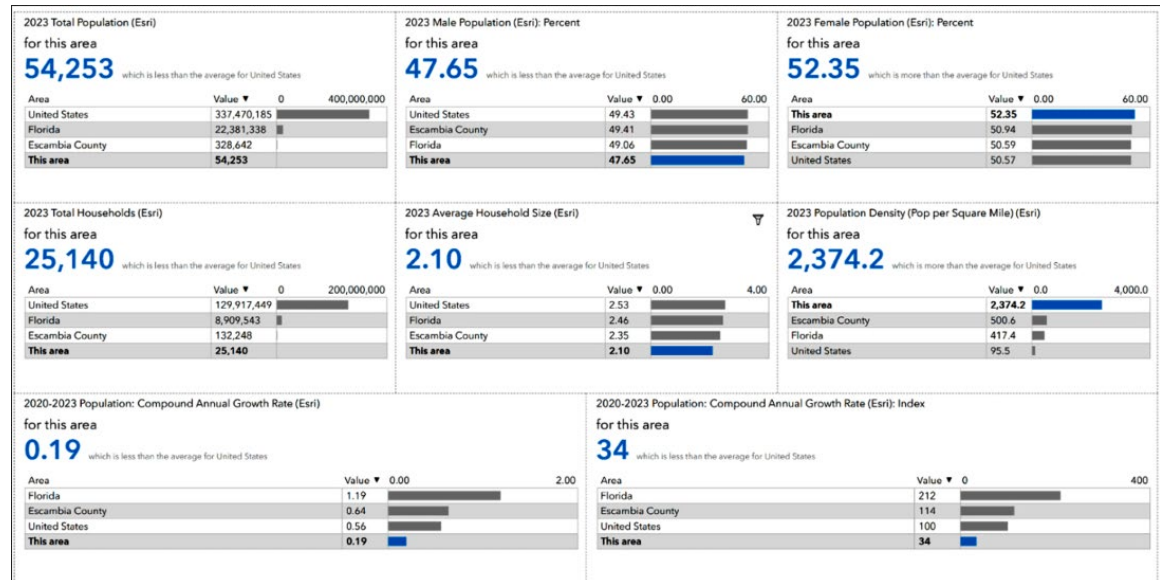 2023 Total Population (Esri)
for this area
54,253 which is less than the average for United States
Area Value ▼ 0 400,000,000
United States 337,470,185
Florida 22,381,338
Escambia County 328,642
This area 54,253
2023 Male Population (Esri): Percent
for this area
47.65 which is less than the average for United States
Area Value ▼ 0.00 60.00
United States 49.43
Escambia County 49.41
Florida 49.06
This area 47.65
2023 Female Population (Esri): Percent
for this area
52.35 which is more than the average for United States
Area Value ▼ 0.00 60.00
This area 52.35
Florida 50.94
Escambia County 50.59
United States 50.57
2023 Total Households (Esri)
for this area
25,140 which is less than the average for United States
Area Value ▼ 0 200,000,000
United States 129,917,449
Florida 8,909,543
Escambia County 132,248
This area 25,140
2023 Average Household Size (Esri)
for this area
2.10 which is less than the average for United States
Area Value ▼ 0.00 4.00
United States 2.53
Florida 2.46
Escambia County 2.35
This area 2.10
2023 Population Density (Pop per Square Mile) (Esri)
for this area
2,374.2 which is more than the average for United States
Area Value ▼ 0.0 4,000.0
This area 2,374.2
Escambia County 500.6
Florida 417.4
United States 95.5
2020-2023 Population: Compound Annual Growth Rate (Esri)
for this area
0.19 which is less than the average for United States
Area Value ▼ 0.00 2.00
Florida 1.19
Escambia County 0.64
United States 0.56
This area 0.19
2020-2023 Population: Compound Annual Growth Rate (Esri): Index
for this area
34 which is less than the average for United States
Area Value ▼ 0 400
Florida 212
Escambia County 114
United States 100
This area 34